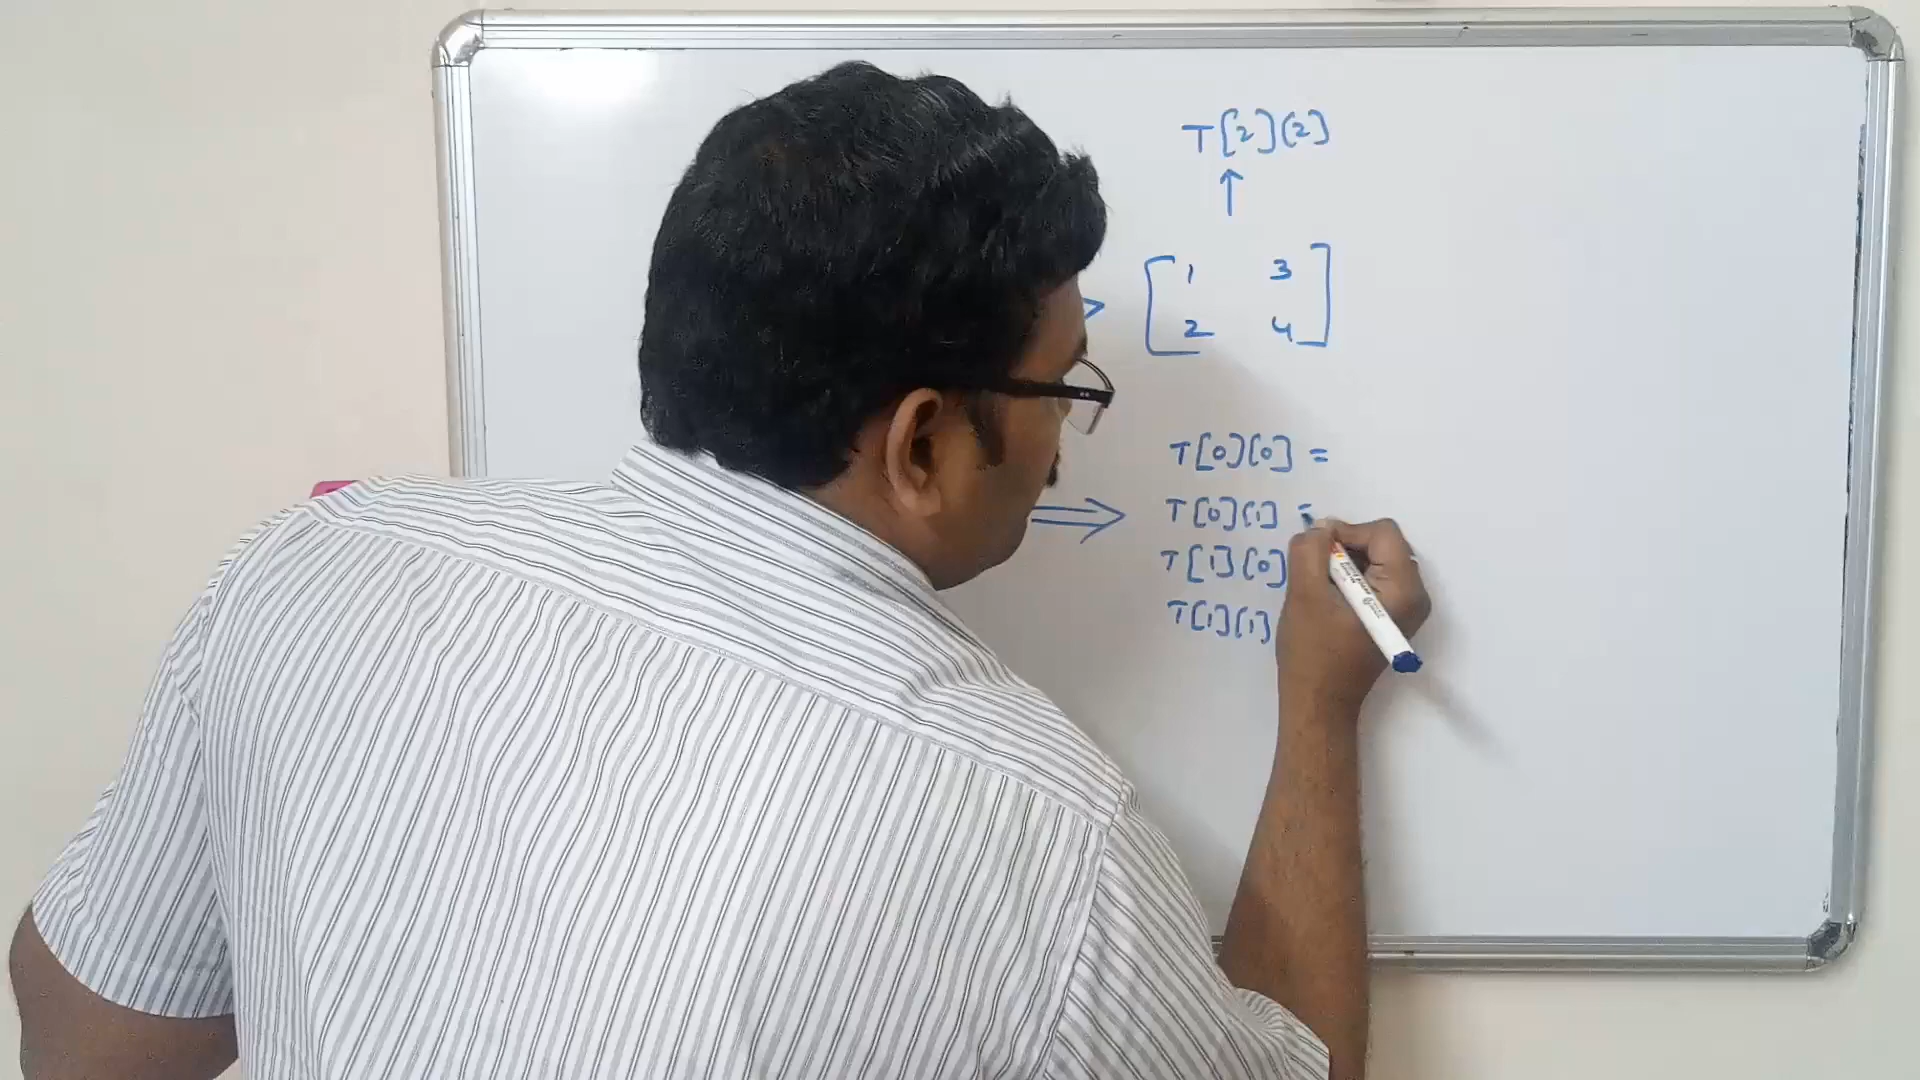 T[2][2]
↑
1 3
2 4
T[0][0] =
T[0][1] =
T[1][0]
T[1][1]